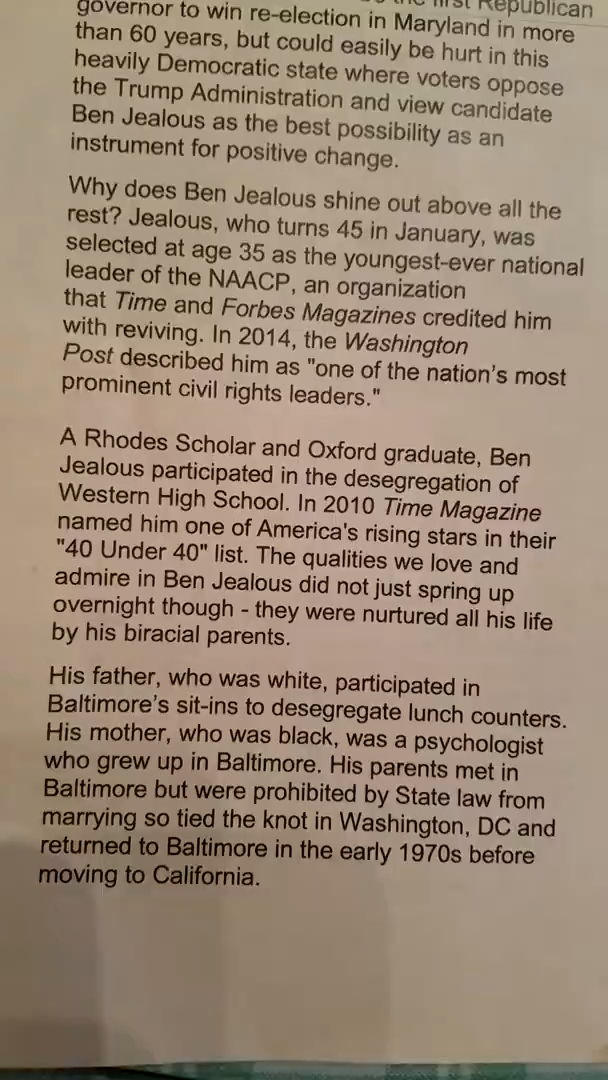 the first Republican
governor to win re-election in Maryland in more
than 60 years, but could easily be hurt in this
heavily Democratic state where voters oppose
the Trump Administration and view candidate
Ben Jealous as the best possibility as an
instrument for positive change.
Why does Ben Jealous shine out above all the
rest? Jealous, who turns 45 in January, was
selected at age 35 as the youngest-ever national
leader of the NAACP, an organization
that Time and Forbes Magazines credited him
with reviving. In 2014, the Washington
Post described him as "one of the nation's most
prominent civil rights leaders."
A Rhodes Scholar and Oxford graduate, Ben
Jealous participated in the desegregation of
Western High School. In 2010 Time Magazine
named him one of America's rising stars in their
"40 Under 40" list. The qualities we love and
admire in Ben Jealous did not just spring up
overnight though - they were nurtured all his life
by his biracial parents.
His father, who was white, participated in
Baltimore's sit-ins to desegregate lunch counters.
His mother, who was black, was a psychologist
who grew up in Baltimore. His parents met in
Baltimore but were prohibited by State law from
marrying so tied the knot in Washington, DC and
returned to Baltimore in the early 1970s before
moving to California.